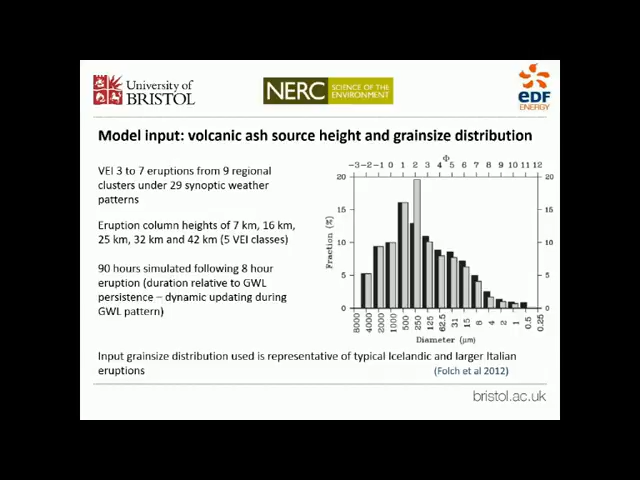 University of
BRISTOL
NERC SCIENCE OF THE
ENVIRONMENT
eDF
ENERGY
Model input: volcanic ash source height and grainsize distribution
VEI 3 to 7 eruptions from 9 regional
clusters under 29 synoptic weather
patterns
Eruption column heights of 7 km, 16 km,
25 km, 32 km and 42 km (5 VEI classes)
90 hours simulated following 8 hour
eruption (duration relative to GWL
persistence – dynamic updating during
GWL pattern)
Φ
-3 -2 -1 0 1 2 3 4 5 6 7 8 9 10 11 12
20 20
15 15
10 10
5 5
0 0
Fraction (%)
8000 4000 2000 1000 500 250 125 62.5 31 15 8 4 2 1 0.5 0.25
Diameter (μm)
Input grainsize distribution used is representative of typical Icelandic and larger Italian
eruptions (Folch et al 2012)
bristol.ac.uk